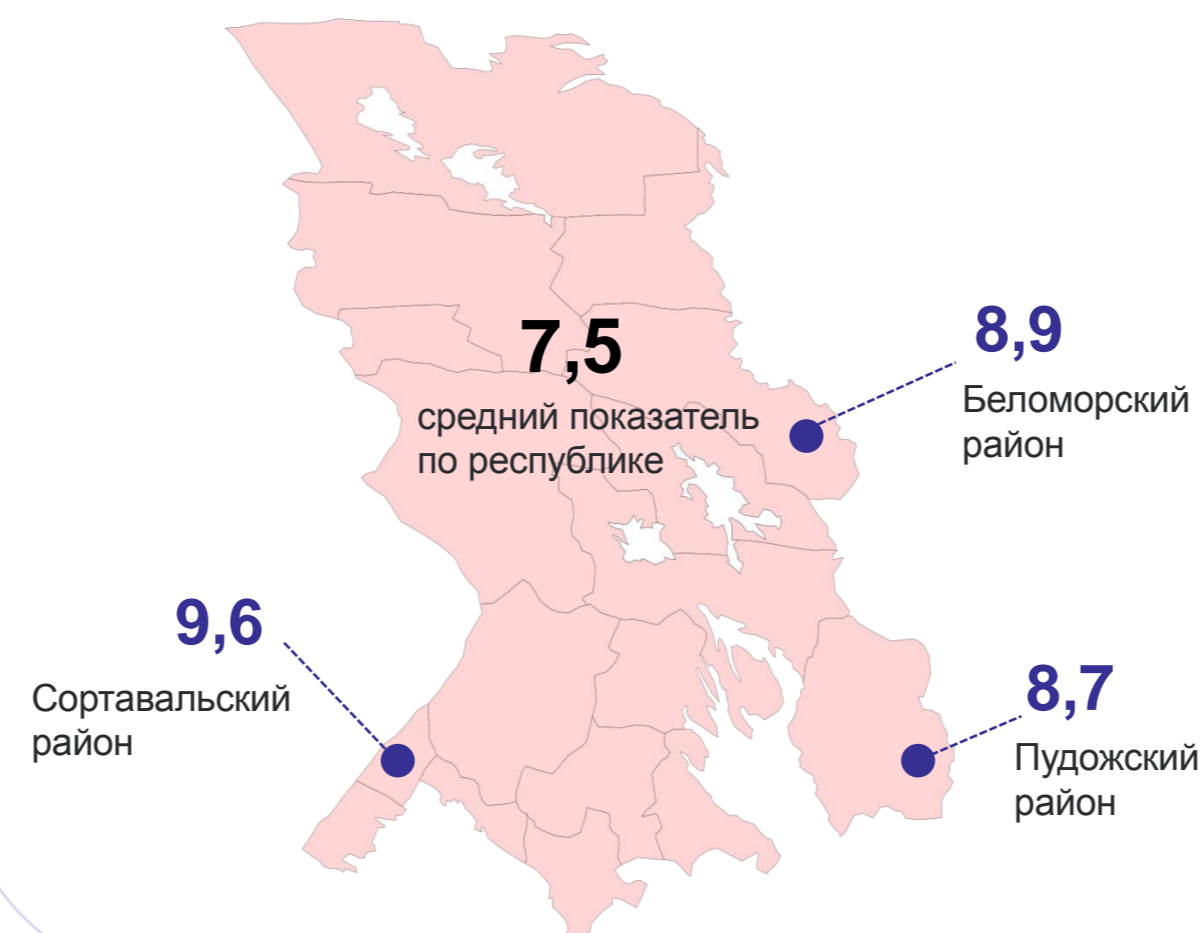 7,5
средний показатель
по республике
8,9
Беломорский
район
9,6
Сортавальский
район
8,7
Пудожский
район